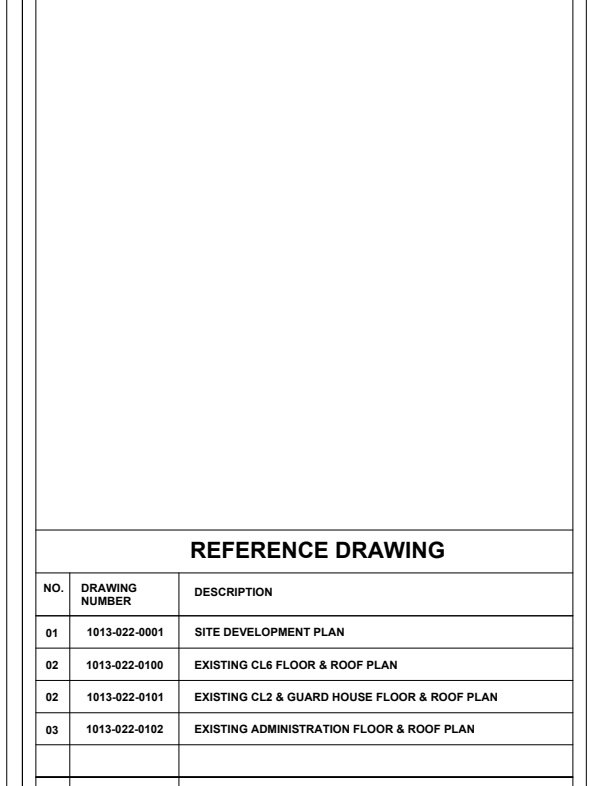 REFERENCE DRAWING
NO. DRAWING NUMBER DESCRIPTION
01 1013-022-0001 SITE DEVELOPMENT PLAN
02 1013-022-0100 EXISTING CL6 FLOOR & ROOF PLAN
02 1013-022-0101 EXISTING CL2 & GUARD HOUSE FLOOR & ROOF PLAN
03 1013-022-0102 EXISTING ADMINISTRATION FLOOR & ROOF PLAN